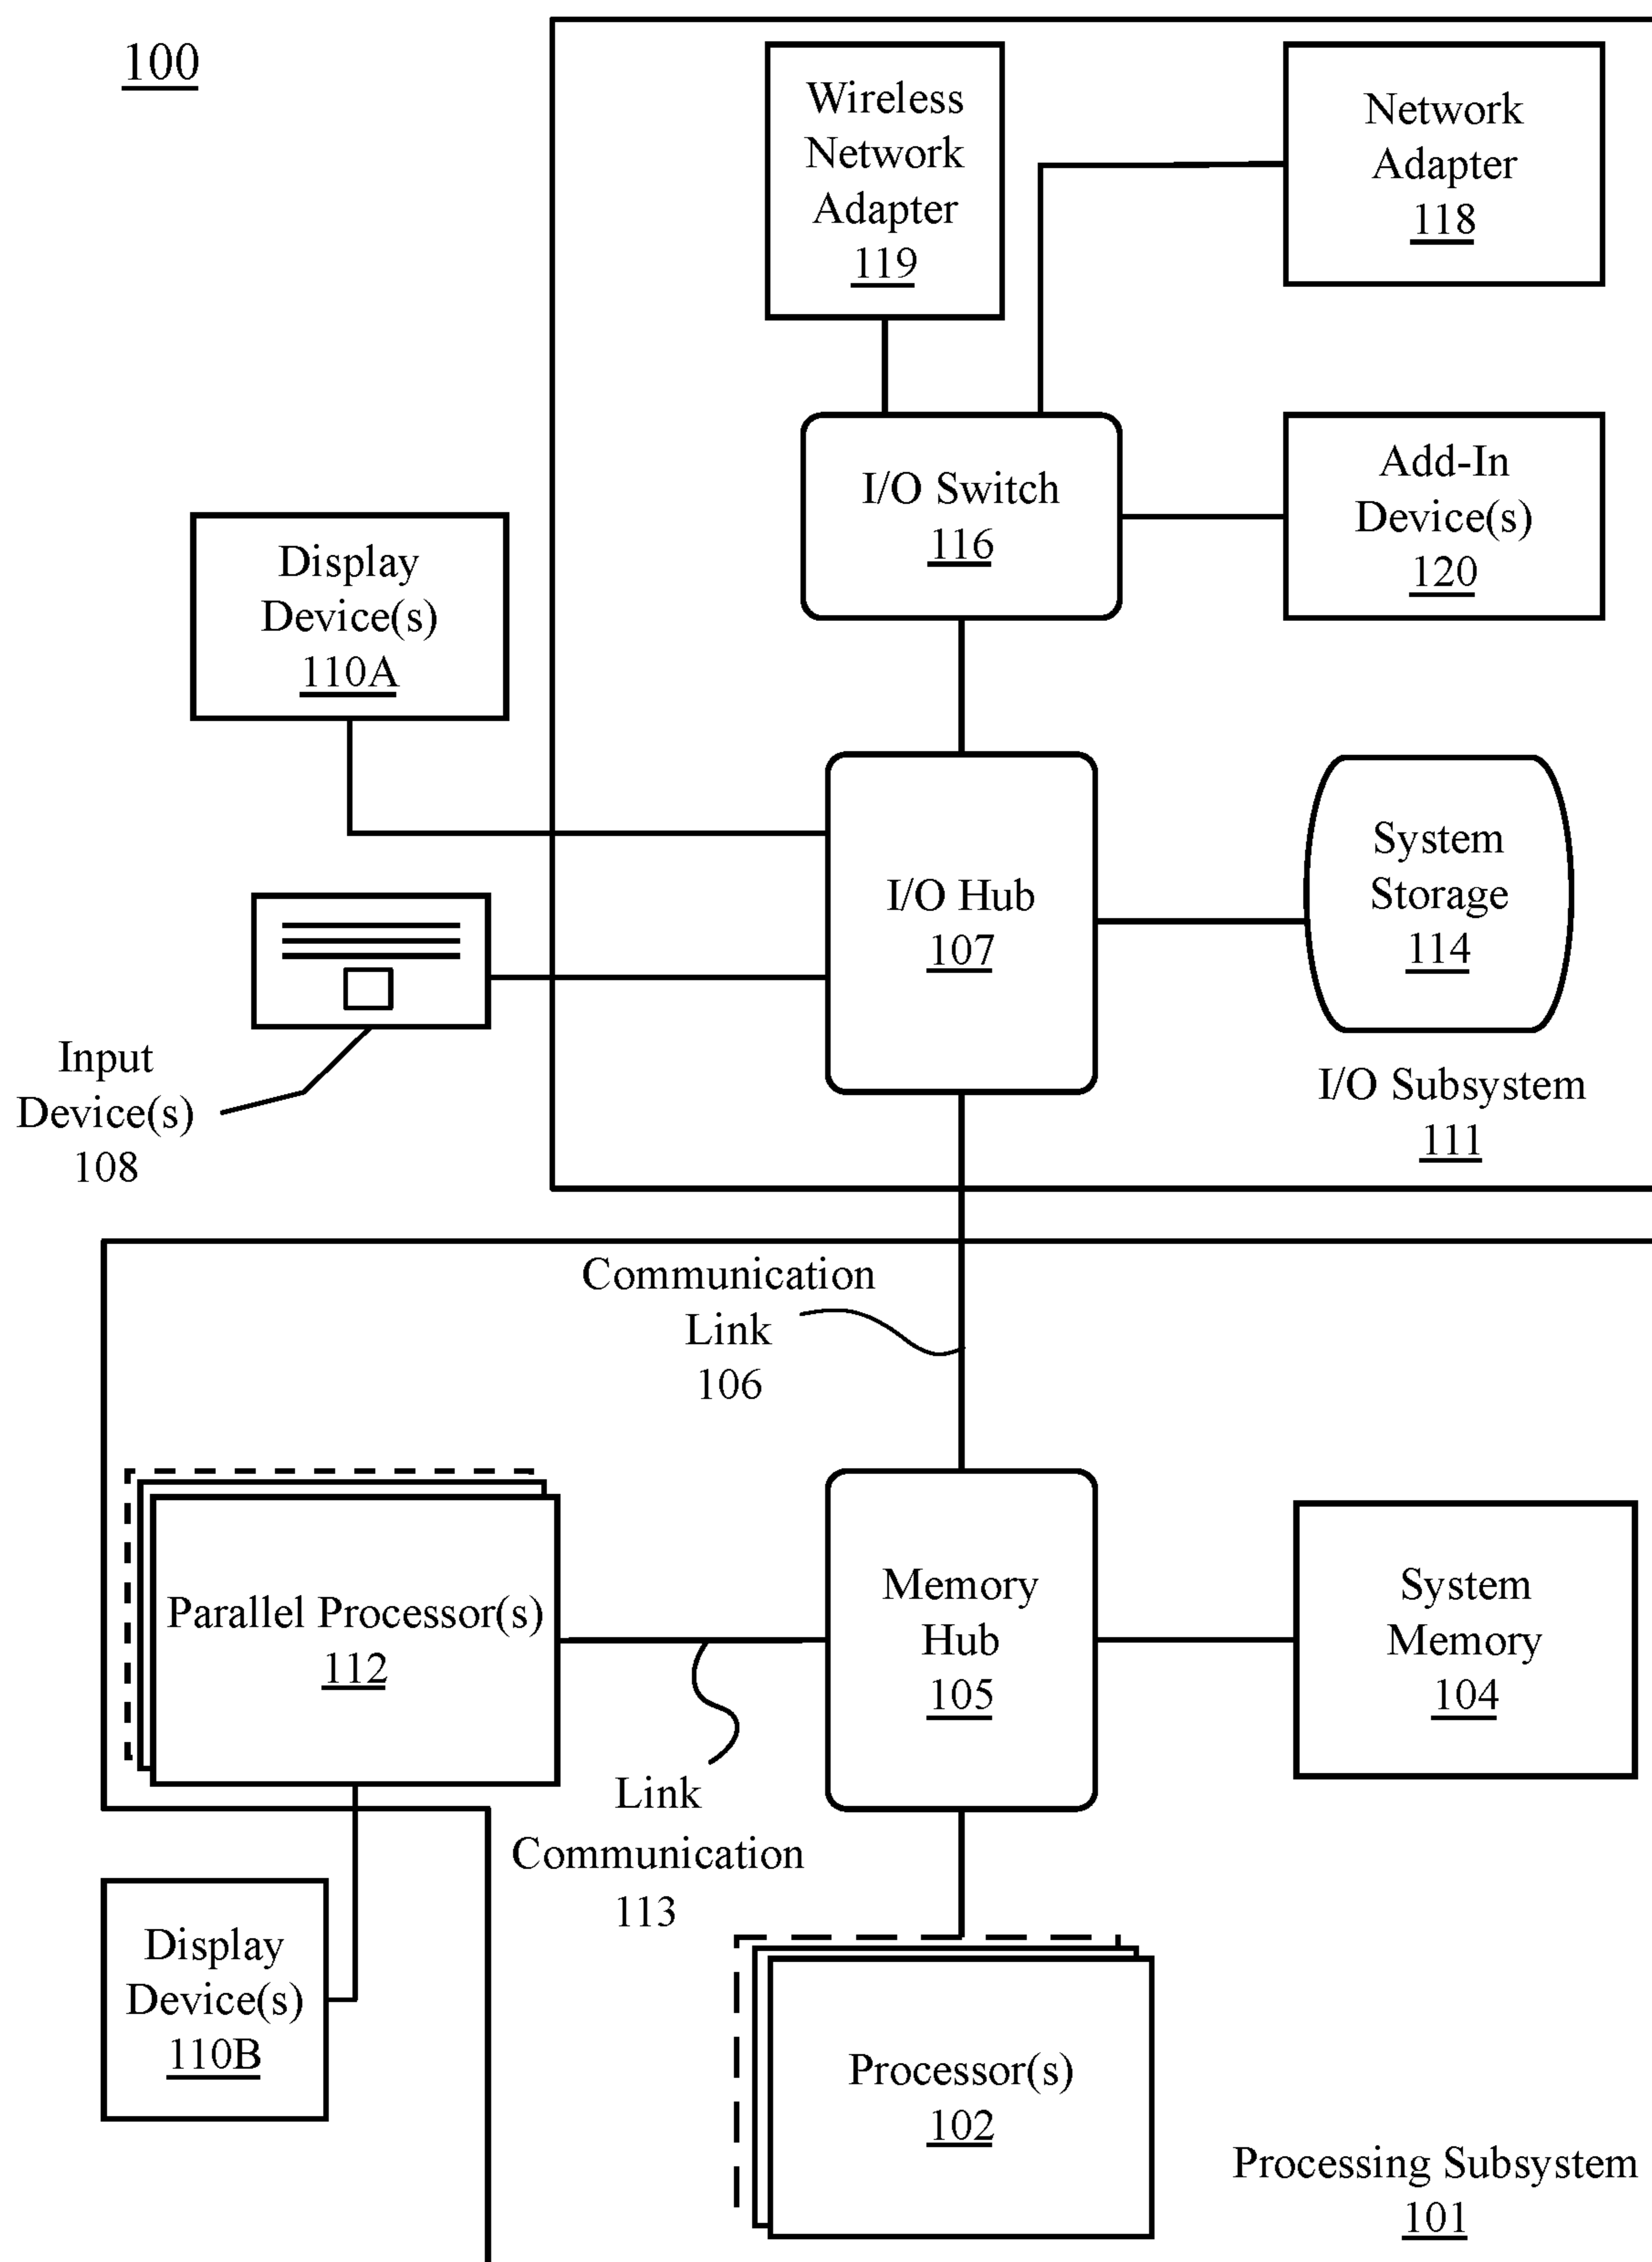 100
Wireless
Network
Adapter
119
Network
Adapter
118
I/O Switch
116
Add-In
Device(s)
120
Display
Device(s)
110A
I/O Hub
107
System
Storage
114
Input
Device(s)
108
I/O Subsystem
111
Communication
Link
106
Parallel Processor(s)
112
Memory
Hub
105
System
Memory
104
Link
Communication
113
Display
Device(s)
110B
Processor(s)
102
Processing Subsystem
101